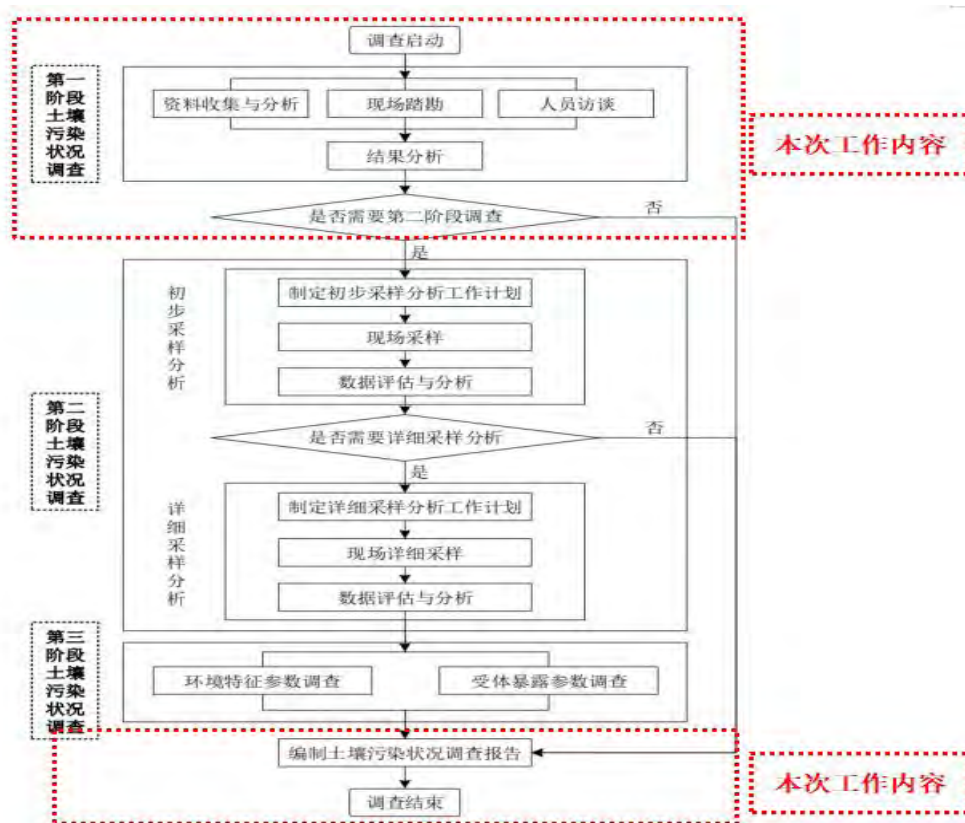 调查启动
第一
阶段
土壤
污染
状况
调查
资料收集与分析
现场踏勘
人员访谈
本次工作内容
结果分析
是否需要第二阶段调查
否
是
初步采样分析
制定初步采样分析工作计划
现场采样
数据评估与分析
第二
阶段
土壤
污染
状况
调查
是否需要详细采样分析
否
是
详细采样分析
制定详细采样分析工作计划
现场详细采样
数据评估与分析
第三
阶段
土壤
污染
状况
调查
环境特征参数调查
受体暴露参数调查
编制土壤污染状况调查报告
本次工作内容
调查结束